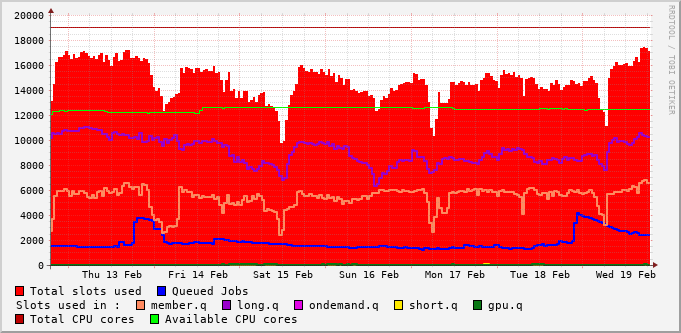 20000
18000
16000
14000
12000
10000
8000
6000
4000
2000
0
Thu 13 Feb Fri 14 Feb Sat 15 Feb Sun 16 Feb Mon 17 Feb Tue 18 Feb Wed 19 Feb
RRDTOOL / TOBI OETIKER
Total slots used Queued Jobs
Slots used in : member.q long.q ondemand.q short.q gpu.q
Total CPU cores Available CPU cores